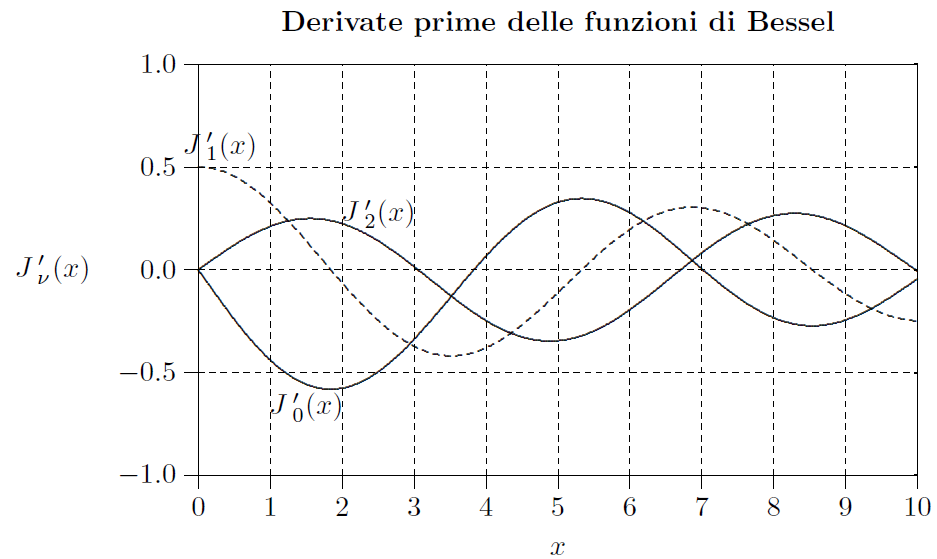 Derivate prime delle funzioni di Bessel
1.0
J′₁(x)
0.5
J′₂(x)
J′ᵥ(x)
0.0
−0.5
J′₀(x)
−1.0
0 1 2 3 4 5 6 7 8 9 10
x